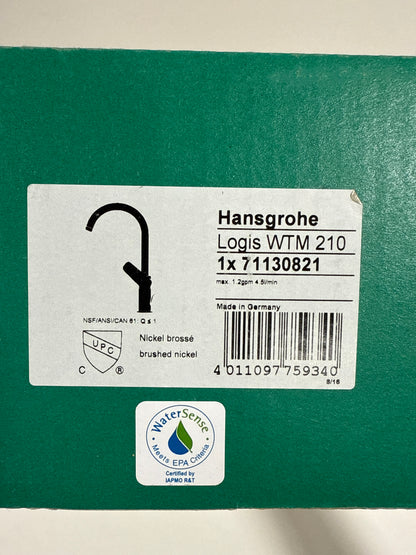 Hansgrohe
Logis WTM 210
1x 71130821
max. 1.2gpm 4.5l/min
Made in Germany
NSF/ANSI/CAN 61: Q ≤ 1
UPC
C ®
Nickel brossé
brushed nickel
4 011097 759340
8/16
WaterSense
Meets EPA Criteria
Certified by
IAPMO R&T